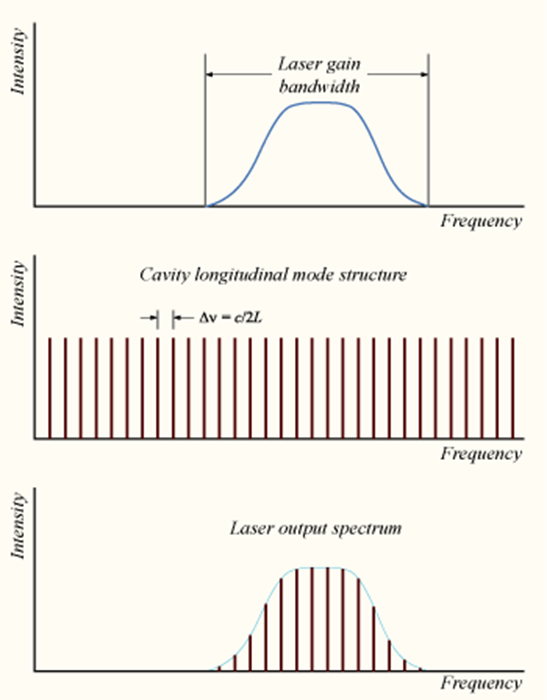 Intensity
Laser gain
bandwidth
Frequency
Intensity
Cavity longitudinal mode structure
Δν = c/2L
Frequency
Intensity
Laser output spectrum
Frequency